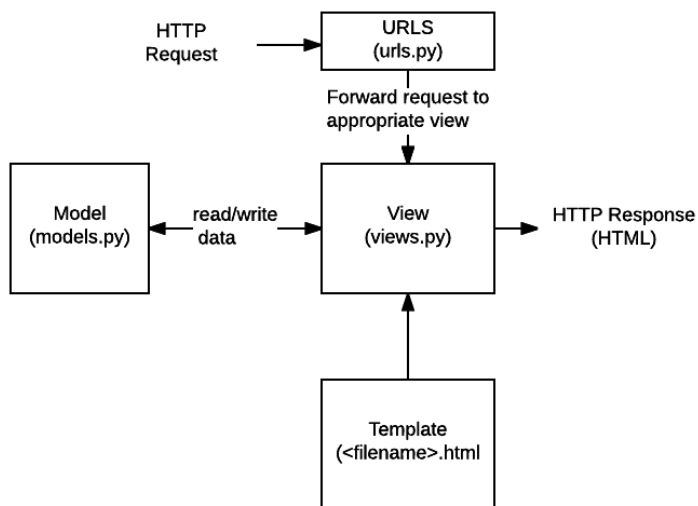 HTTP
Request
URLS
(urls.py)
Forward request to
appropriate view
Model
(models.py)
read/write
data
View
(views.py)
HTTP Response
(HTML)
Template
(<filename>.html